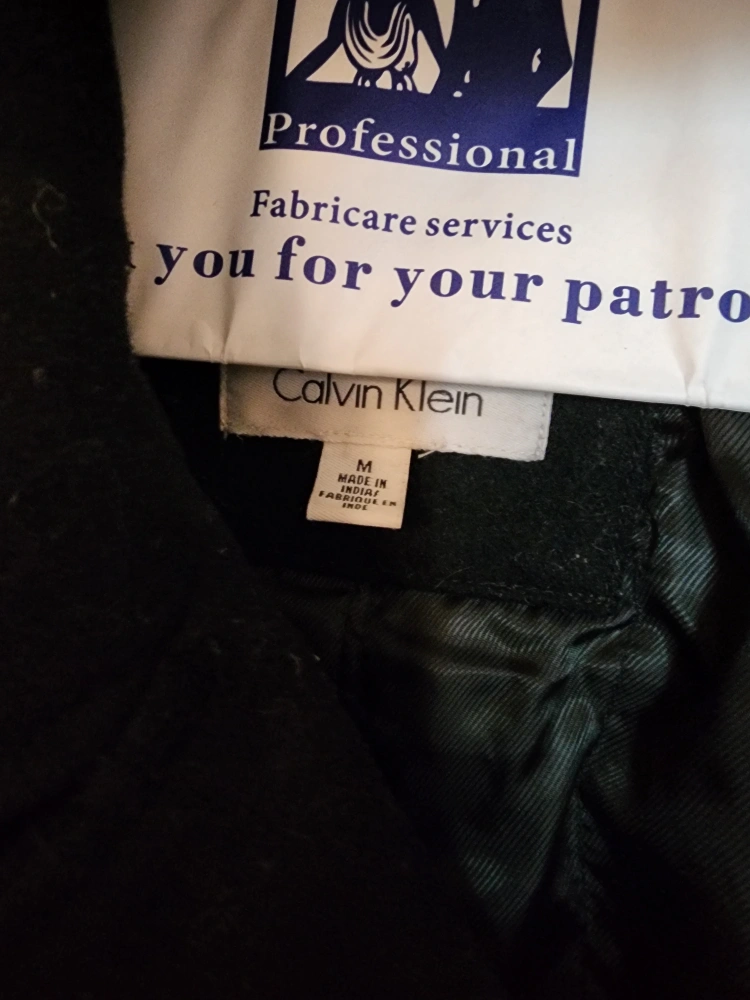 Professional
Fabricare services
you for your patro
Calvin Klein
M
MADE IN
INDIA/
FABRIQUE EN
INDE